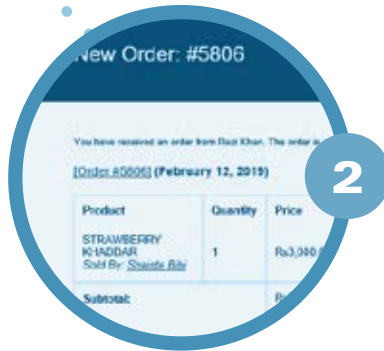 New Order: #5806
2
You have received an order from Razi Khan. The order is
[Order #5806] (February 12, 2019)
Product Quantity Price
STRAWBERRY
KHADDAR
Sold By: Shaista Bibi
1 Rs3,000
Subtotal: